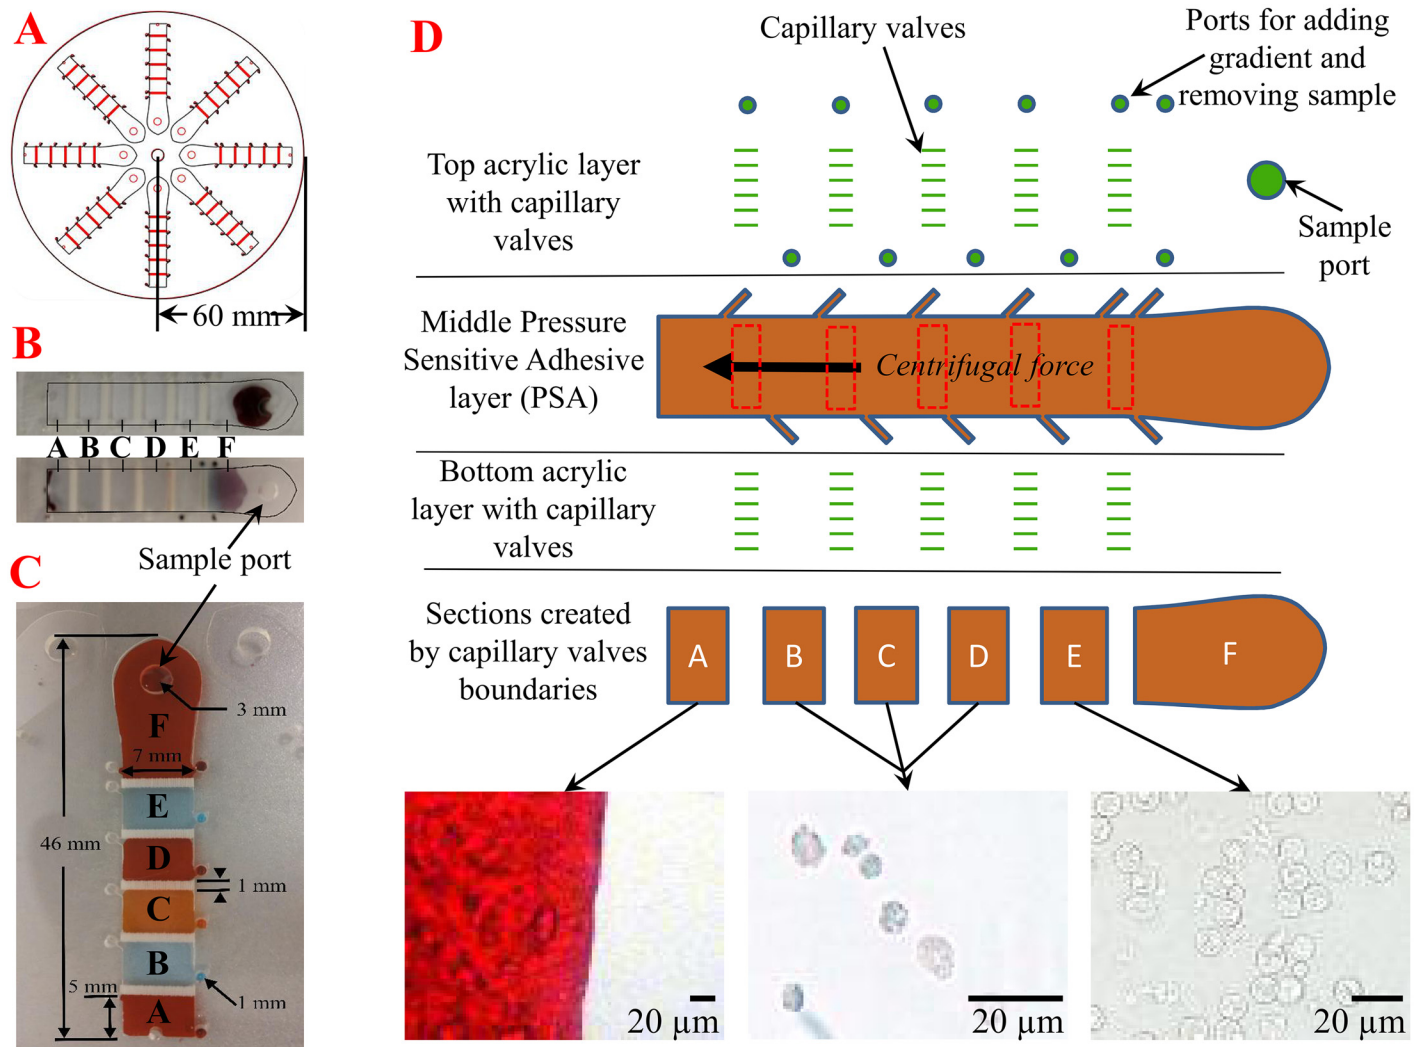 A
60 mm
B
A B C D E F
Sample port
C
F
3 mm
7 mm
E
46 mm
D
1 mm
C
B
5 mm
1 mm
A
D
Capillary valves
Ports for adding
gradient and
removing sample
Top acrylic layer
with capillary
valves
Sample
port
Middle Pressure
Sensitive Adhesive
layer (PSA)
Centrifugal force
Bottom acrylic
layer with capillary
valves
Sections created
by capillary valves
boundaries
A B C D E F
20 µm
20 µm
20 µm